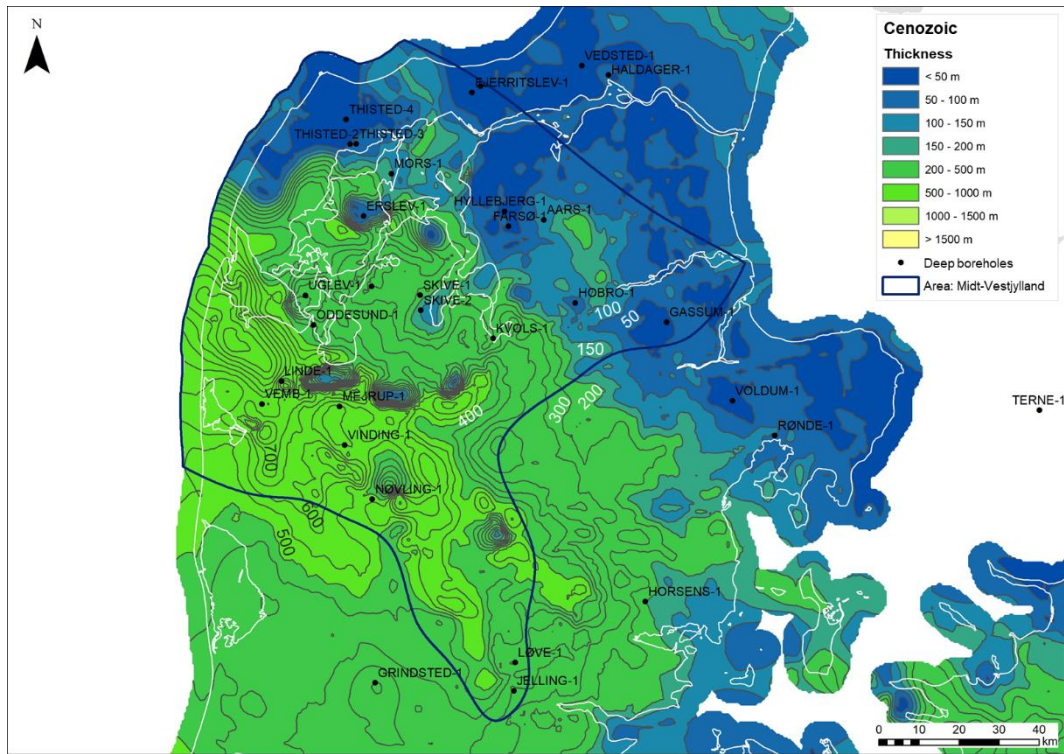 N
Cenozoic
Thickness
< 50 m
50 - 100 m
100 - 150 m
150 - 200 m
200 - 500 m
500 - 1000 m
1000 - 1500 m
> 1500 m
Deep boreholes
Area: Midt-Vestjylland
VEDSTED-1
HALDAGER-1
FJERRITSLEV-1
THISTED-4
THISTED-2
THISTED-3
MORS-1
HYLLEBJERG-1
ERSLEV-1
FARSØ-1
AARS-1
UGLEV-1
SKIVE-1
SKIVE-2
HOBRO-1
100
50
GASSUM-1
ODDESUND-1
KVOLS-1
150
LINDE-1
200
VEMB-1
MEJRUP-1
300
400
VOLDUM-1
TERNE-1
RØNDE-1
VINDING-1
700
NØVLING-1
600
500
HORSENS-1
LØVE-1
GRINDSTED-1
JELLING-1
0 10 20 30 40
km